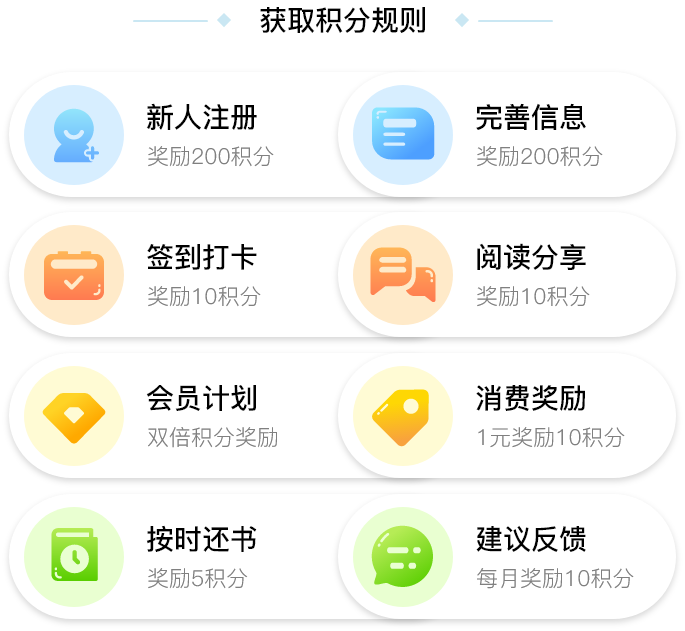 获取积分规则
新人注册
奖励200积分
完善信息
奖励200积分
签到打卡
奖励10积分
阅读分享
奖励10积分
会员计划
双倍积分奖励
消费奖励
1元奖励10积分
按时还书
奖励5积分
建议反馈
每月奖励10积分